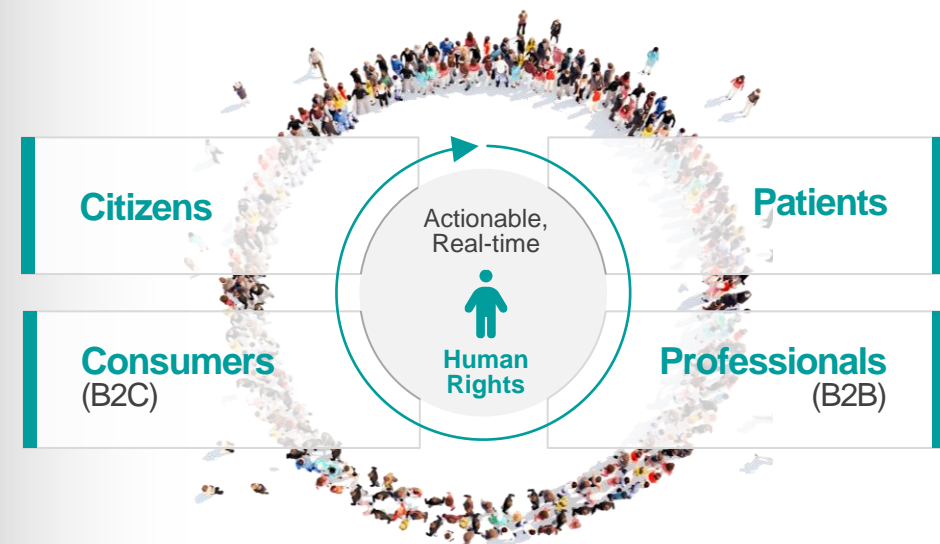 Citizens
Patients
Actionable,
Real-time
Human
Rights
Consumers
(B2C)
Professionals
(B2B)